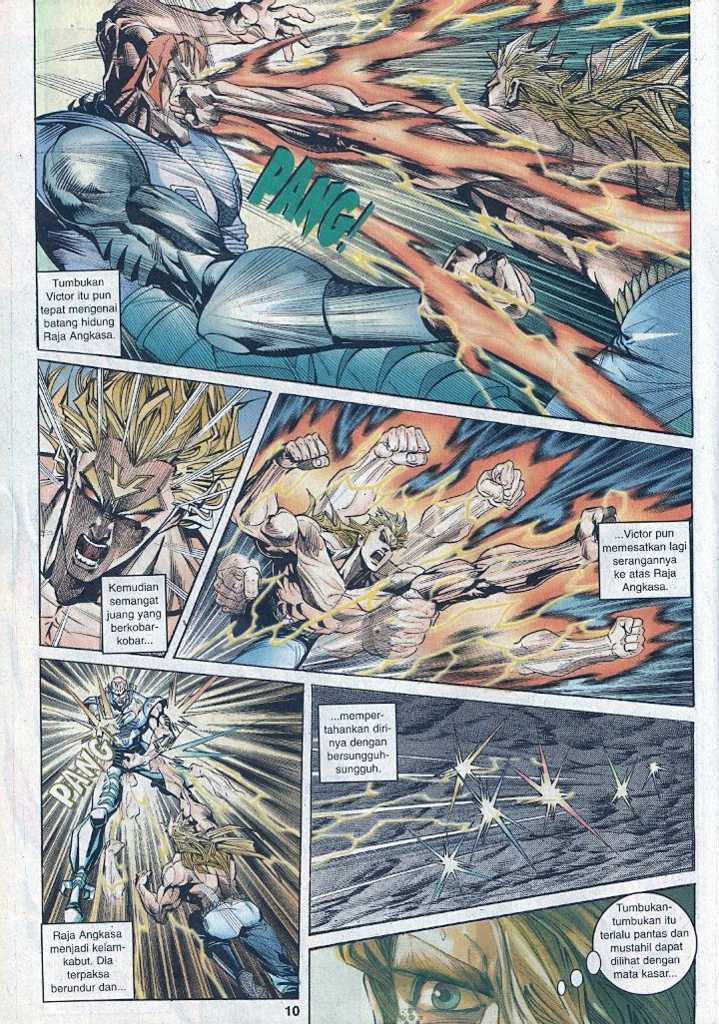 PANG!
Tumbukan
Victor itu pun
tepat mengenai
batang hidung
Raja Angkasa.
Kemudian
semangat
juang yang
berkobar-
kobar...
...Victor pun
memesatkan lagi
serangannya
ke atas Raja
Angkasa.
PANG
Raja Angkasa
menjadi kelam-
kabut. Dia
terpaksa
berundur dan...
...memper-
tahankan diri-
nya dengan
bersungguh-
sungguh.
Tumbukan-
tumbukan itu
terlalu pantas dan
mustahil dapat
dilihat dengan
mata kasar...
10